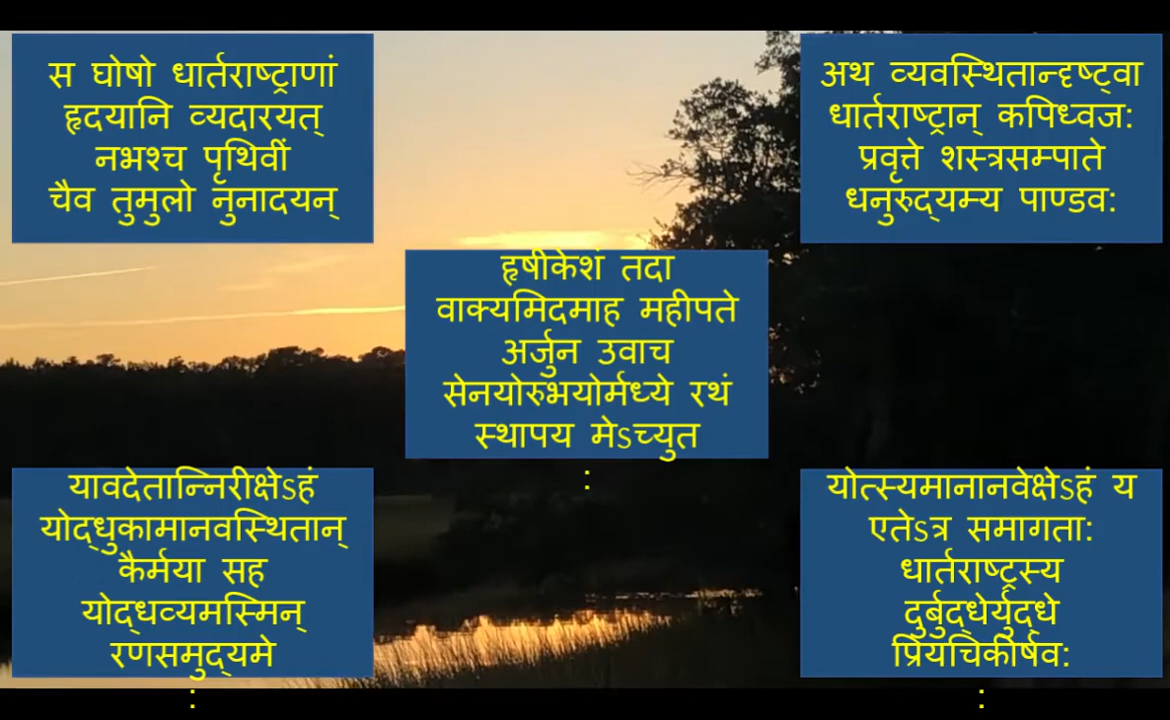 स घोषो धार्तराष्ट्राणां
हृदयानि व्यदारयत्
नभश्च पृथिवीं
चैव तुमुलो नुनादयन्
अथ व्यवस्थितान्दृष्ट्वा
धार्तराष्ट्रान् कपिध्वज:
प्रवृत्ते शस्त्रसम्पाते
धनुरुद्यम्य पाण्डव:
हृषीकेशं तदा
वाक्यमिदमाह महीपते
अर्जुन उवाच
सेनयोरुभयोर्मध्ये रथं
स्थापय मेऽच्युत
:
यावदेतान्निरीक्षेऽहं
योद्धुकामानवस्थितान्
कैर्मया सह
योद्धव्यमस्मिन्
रणसमुद्यमे
:
योत्स्यमानानवेक्षेऽहं य
एतेऽत्र समागता:
धार्तराष्ट्रस्य
दुर्बुद्धेर्युद्धे
प्रियचिकीर्षव:
: